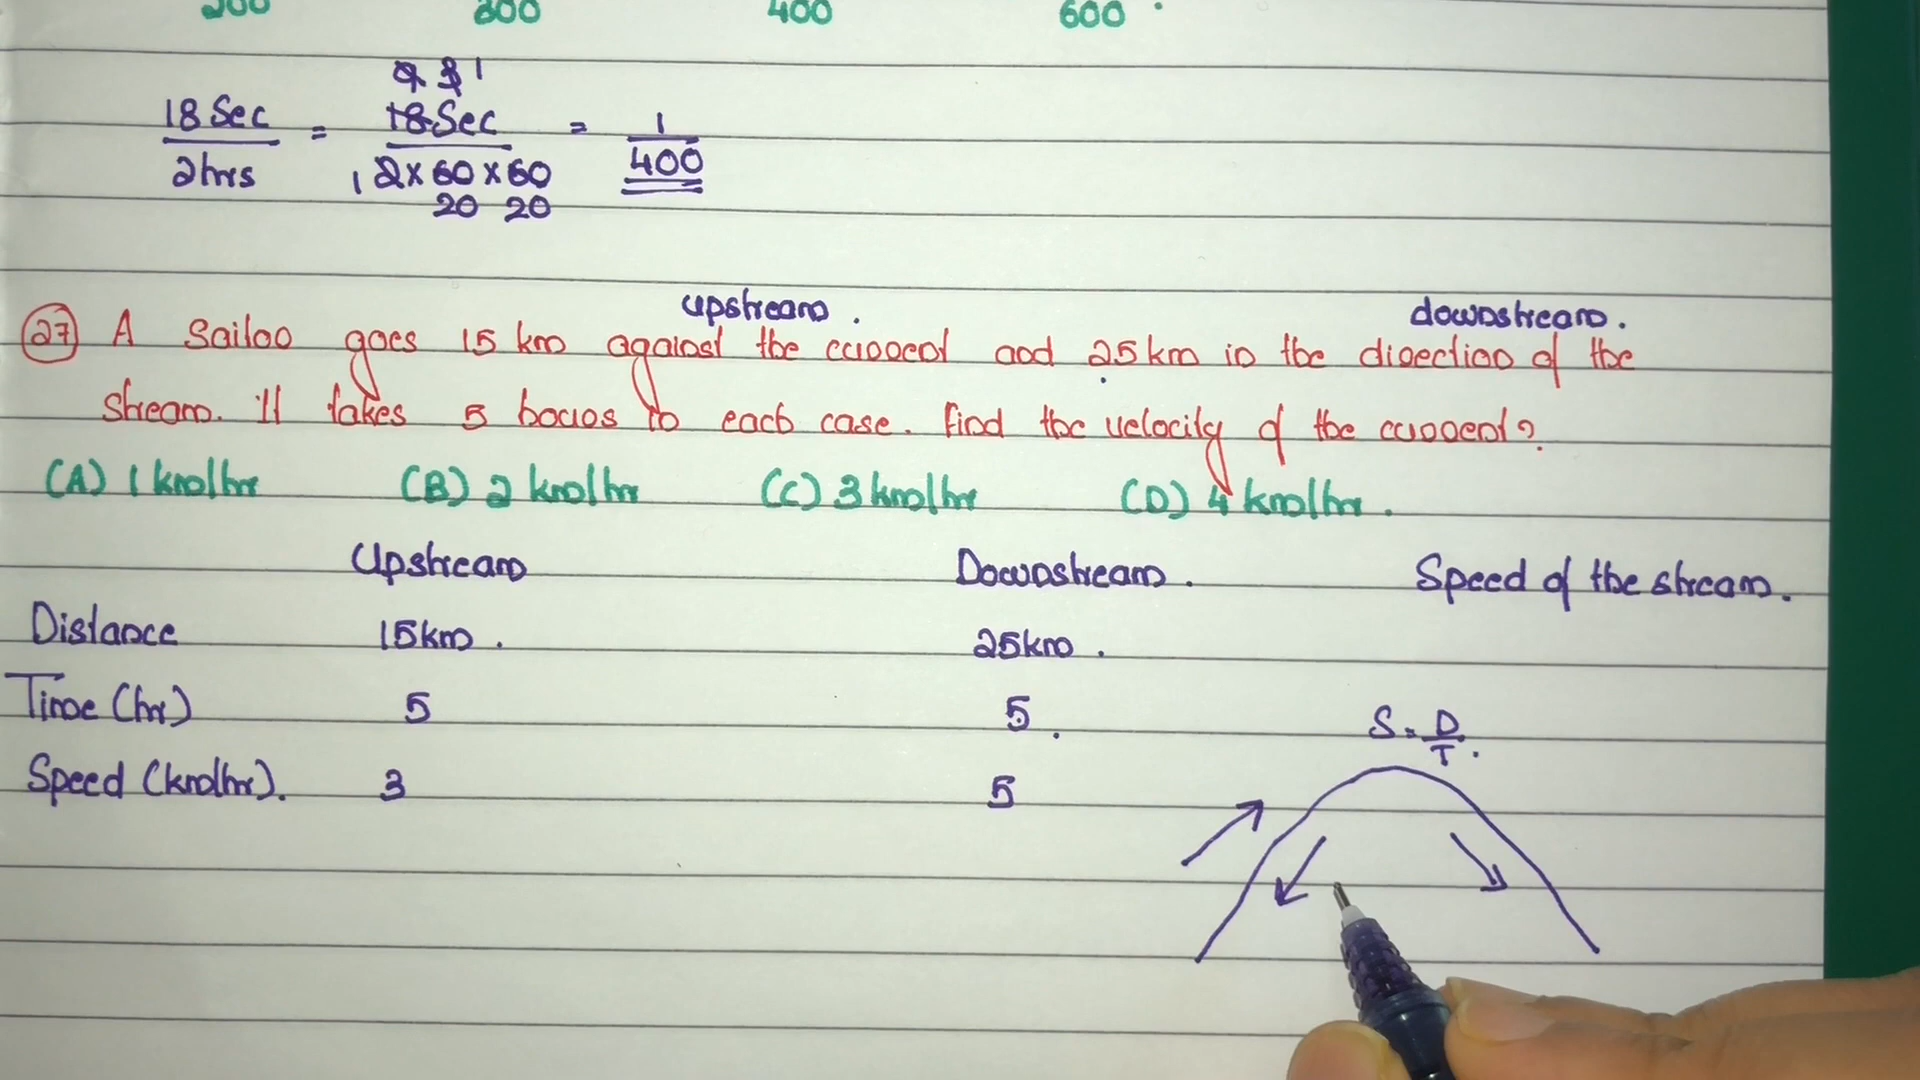 200 300 400 600
18 Sec / 2hrs = 18 Sec / 2 x 60 x 60 = 1 / 400
9 3 1
1 20 20
upstream . downstream .
27 A Sailor goes 15 km against the current and 25 km in the direction of the
stream. It takes 5 hours to each case. Find the velocity of the current?
(A) 1 km/hr (B) 2 km/hr (C) 3 km/hr (D) 4 km/hr .
Upstream Downstream . Speed of the stream .
Distance 15km . 25km .
Time (hr) 5 5 .
S = D / T .
Speed (km/hr). 3 5